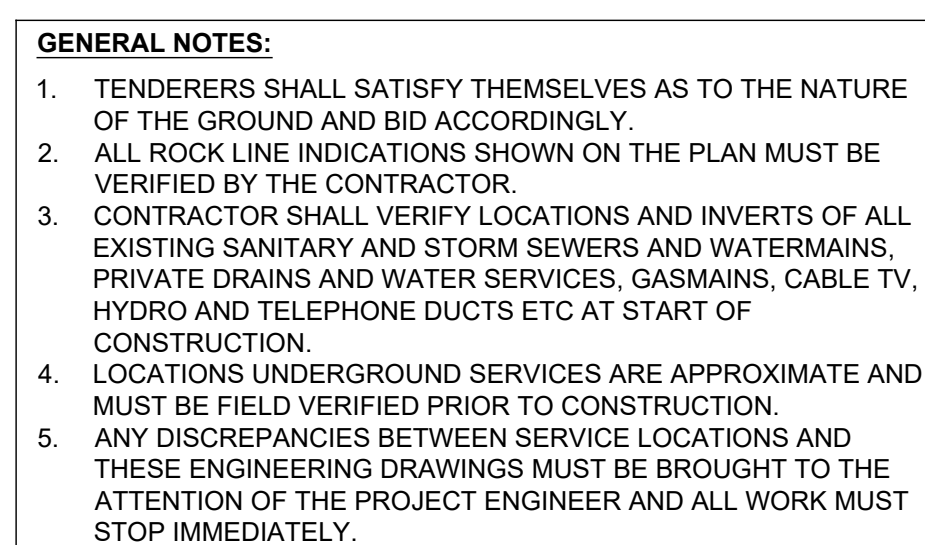 GENERAL NOTES:
1. TENDERERS SHALL SATISFY THEMSELVES AS TO THE NATURE
OF THE GROUND AND BID ACCORDINGLY.
2. ALL ROCK LINE INDICATIONS SHOWN ON THE PLAN MUST BE
VERIFIED BY THE CONTRACTOR.
3. CONTRACTOR SHALL VERIFY LOCATIONS AND INVERTS OF ALL
EXISTING SANITARY AND STORM SEWERS AND WATERMAINS,
PRIVATE DRAINS AND WATER SERVICES, GASMAINS, CABLE TV,
HYDRO AND TELEPHONE DUCTS ETC AT START OF
CONSTRUCTION.
4. LOCATIONS UNDERGROUND SERVICES ARE APPROXIMATE AND
MUST BE FIELD VERIFIED PRIOR TO CONSTRUCTION.
5. ANY DISCREPANCIES BETWEEN SERVICE LOCATIONS AND
THESE ENGINEERING DRAWINGS MUST BE BROUGHT TO THE
ATTENTION OF THE PROJECT ENGINEER AND ALL WORK MUST
STOP IMMEDIATELY.